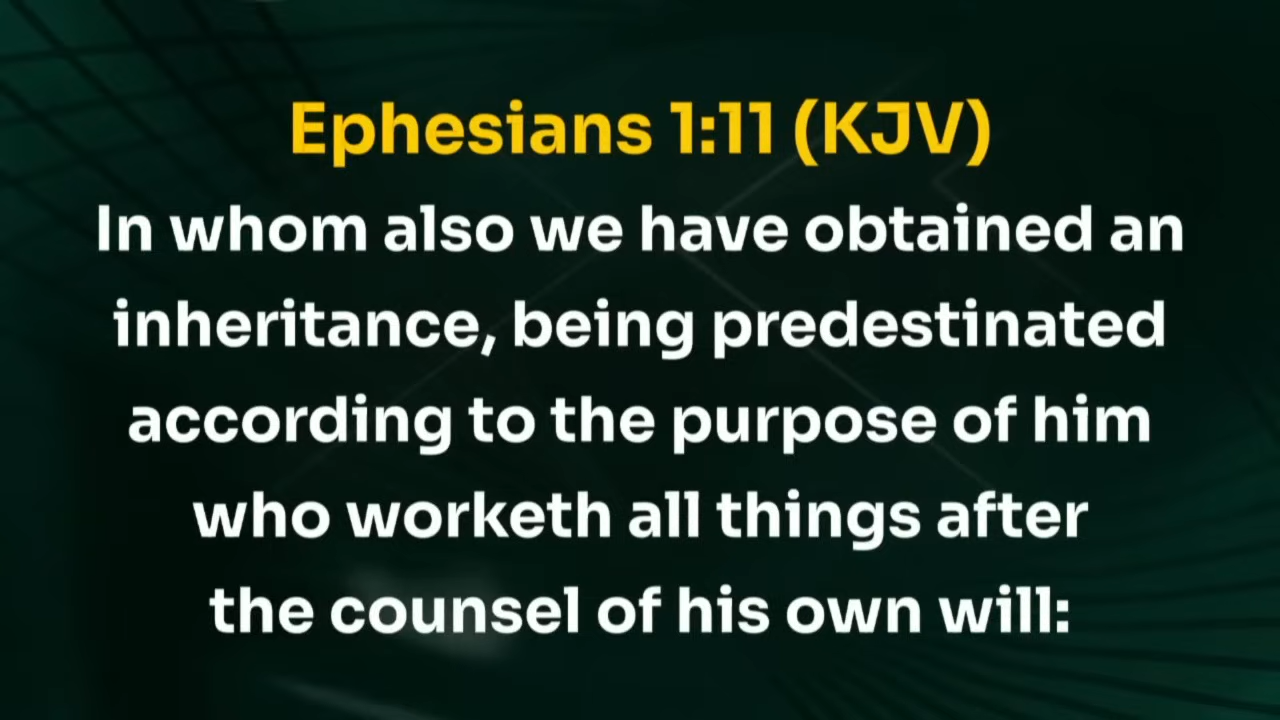 Ephesians 1:11 (KJV)
In whom also we have obtained an
inheritance, being predestinated
according to the purpose of him
who worketh all things after
the counsel of his own will: